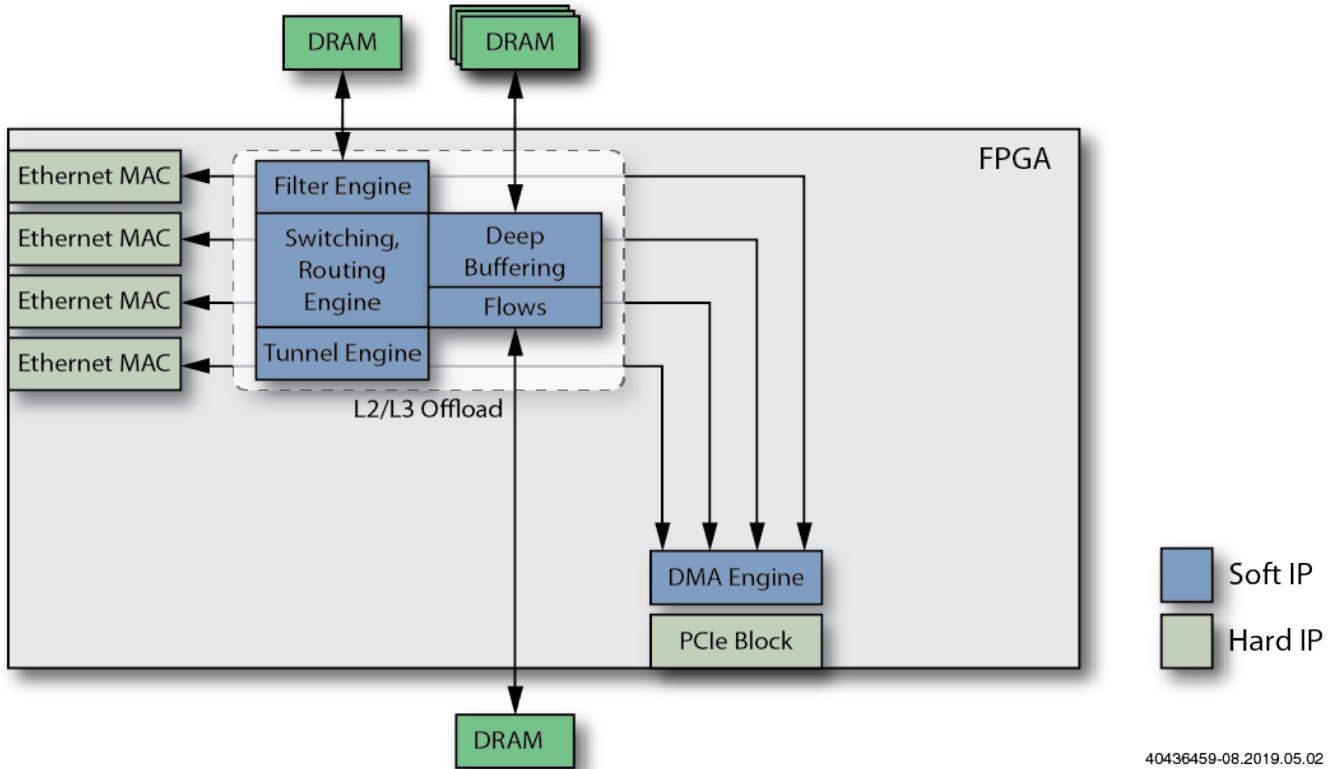 DRAM
DRAM
FPGA
Ethernet MAC
Ethernet MAC
Ethernet MAC
Ethernet MAC
Filter Engine
Switching,
Routing
Engine
Deep
Buffering
Flows
Tunnel Engine
L2/L3 Offload
DMA Engine
PCIe Block
Soft IP
Hard IP
DRAM
40436459-08.2019.05.02